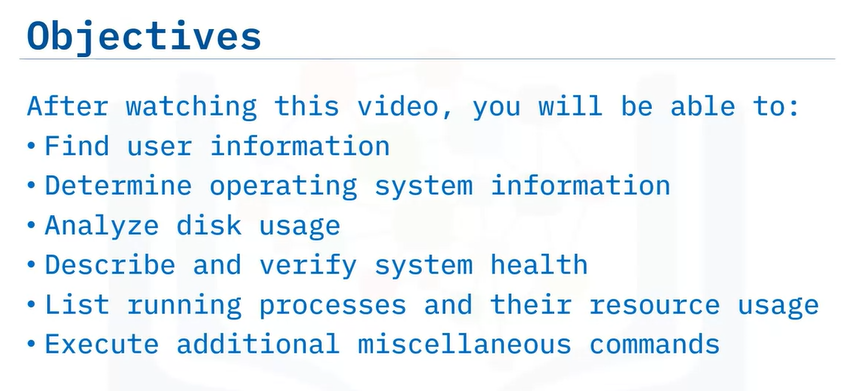 Objectives
After watching this video, you will be able to:
• Find user information
• Determine operating system information
• Analyze disk usage
• Describe and verify system health
• List running processes and their resource usage
• Execute additional miscellaneous commands